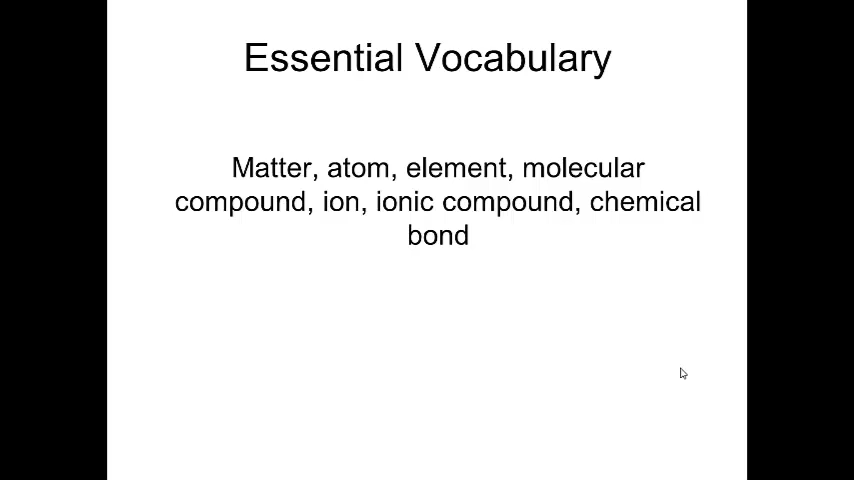 Essential Vocabulary
Matter, atom, element, molecular
compound, ion, ionic compound, chemical
bond